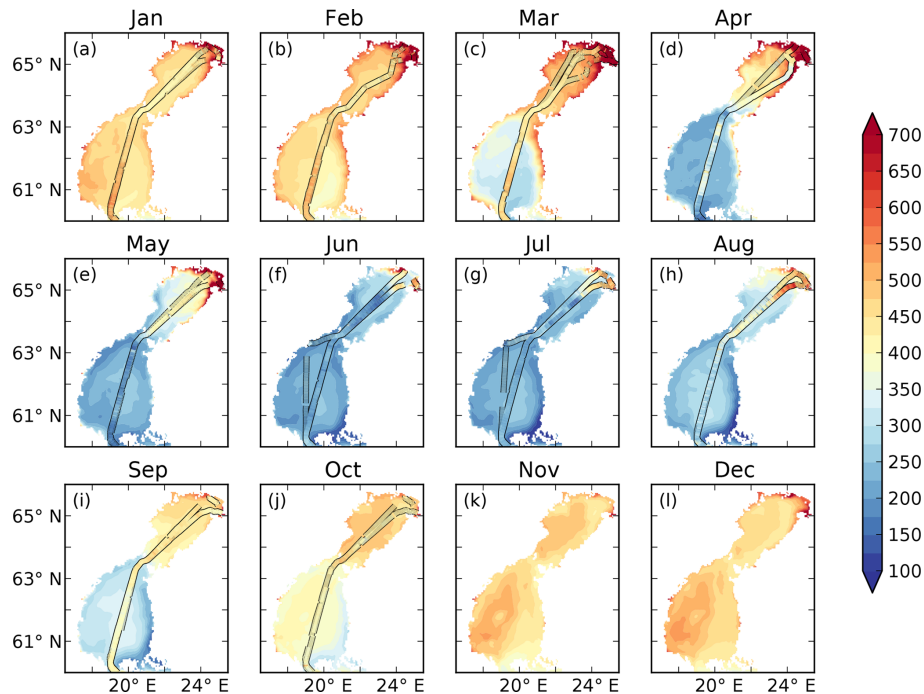 Jan Feb Mar Apr
(a) (b) (c) (d)
65° N
63° N
61° N
May Jun Jul Aug
(e) (f) (g) (h)
65° N
63° N
61° N
Sep Oct Nov Dec
(i) (j) (k) (l)
65° N
63° N
61° N
20° E 24° E 20° E 24° E 20° E 24° E 20° E 24° E
700
650
600
550
500
450
400
350
300
250
200
150
100